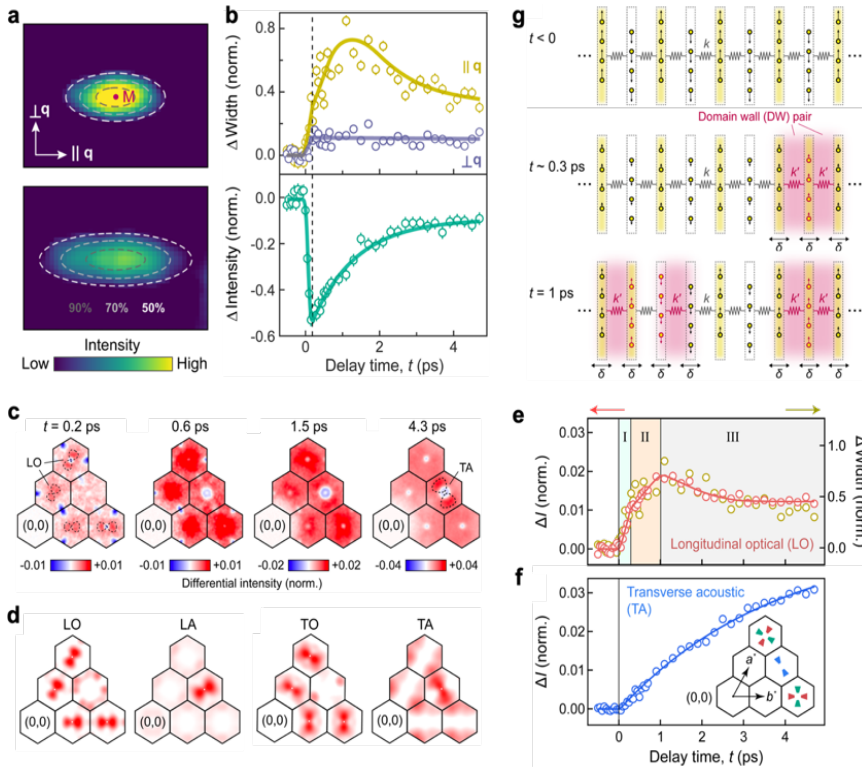 a
M
⊥q
|| q
90% 70% 50%
Intensity
Low High
b
Δ Width (norm.)
0.8
0.4
0.0
|| q
⊥q
Δ Intensity (norm.)
0.0
-0.2
-0.4
-0.6
0 2 4
Delay time, t (ps)
g
t < 0
k
Domain wall (DW) pair
t ~ 0.3 ps
k k' k'
δ δ δ
t = 1 ps
k' k' k k' k'
δ δ δ δ δ δ δ
c
t = 0.2 ps 0.6 ps 1.5 ps 4.3 ps
LO
TA
(0,0) (0,0) (0,0) (0,0)
-0.01 +0.01 -0.01 +0.01 -0.02 +0.02 -0.04 +0.04
Differential intensity (norm.)
d
LO LA TO TA
(0,0) (0,0) (0,0) (0,0)
e
I II III
ΔI (norm.)
0.03
0.02
0.01
0.00
1.0
0.5
0.0
Δ Width (norm.)
Longitudinal optical (LO)
f
Transverse acoustic
(TA)
ΔI (norm.)
0.03
0.02
0.01
0.00
a*
b*
(0,0)
0 1 2 3 4
Delay time, t (ps)